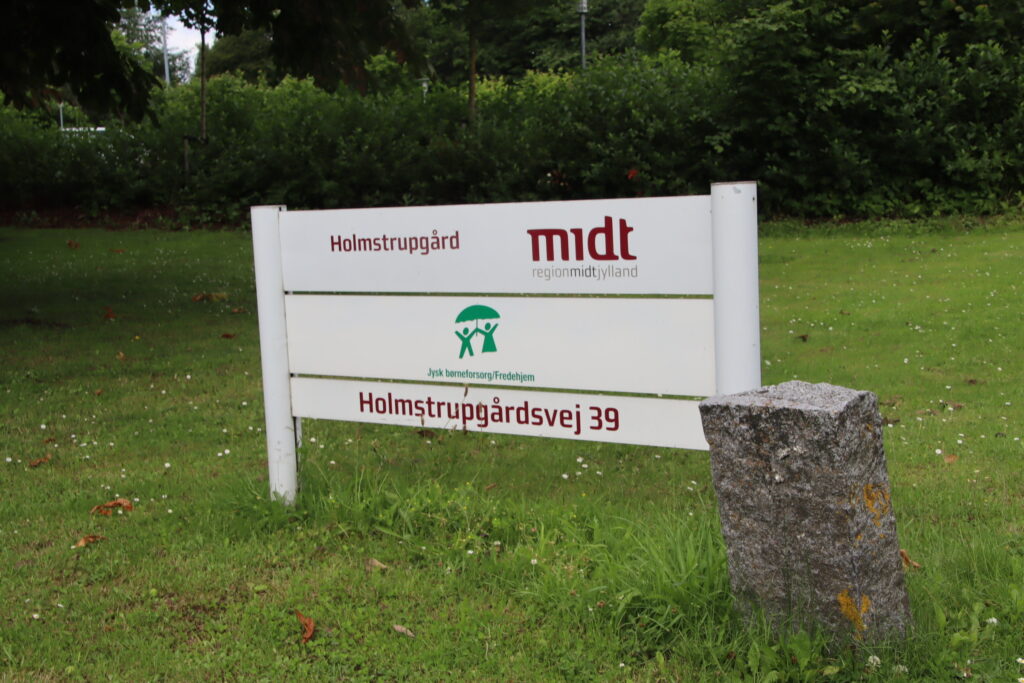 Holmstrupgård
midt
regionmidtjylland
Jysk børneforsorg/Fredehjem
Holmstrupgårdsvej 39